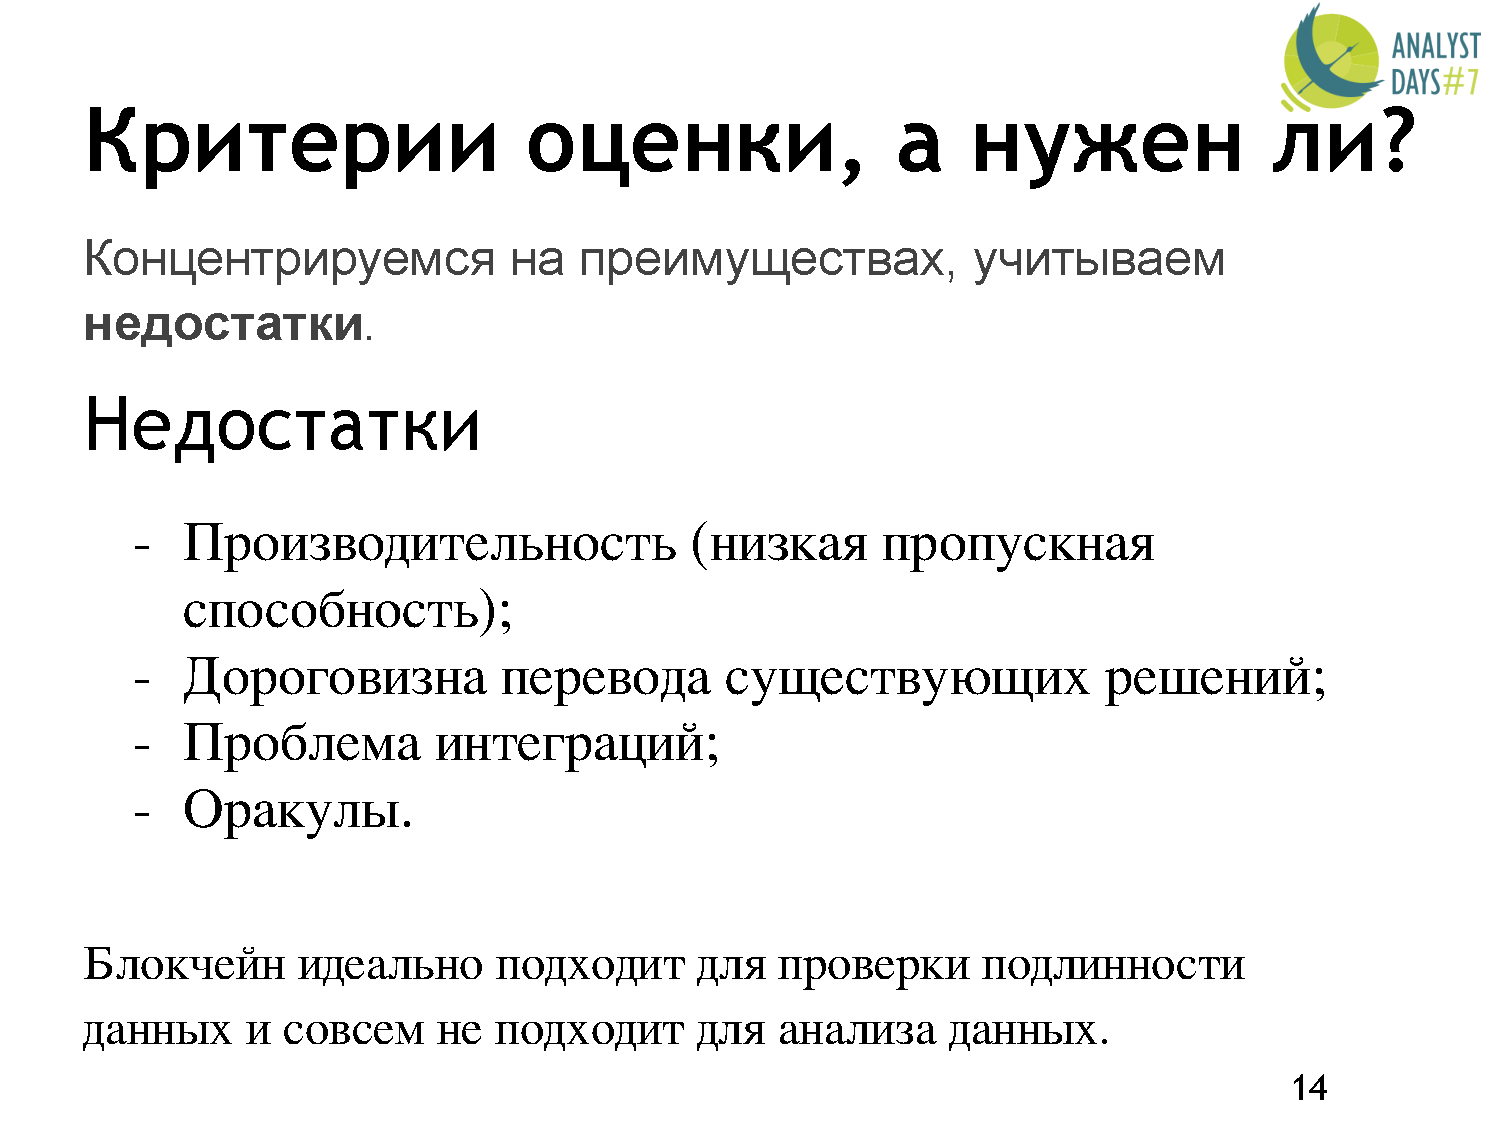 ANALYST
DAYS#7
Критерии оценки, а нужен ли?
Концентрируемся на преимуществах, учитываем
недостатки.
Недостатки
- Производительность (низкая пропускная
способность);
- Дороговизна перевода существующих решений;
- Проблема интеграций;
- Оракулы.
Блокчейн идеально подходит для проверки подлинности
данных и совсем не подходит для анализа данных.
14